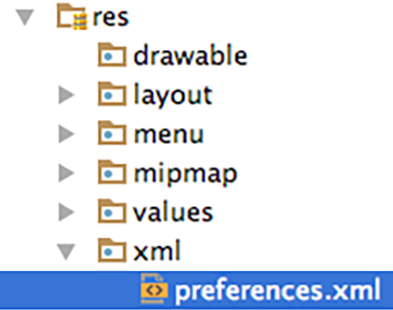 res
drawable
layout
menu
mipmap
values
xml
preferences.xml